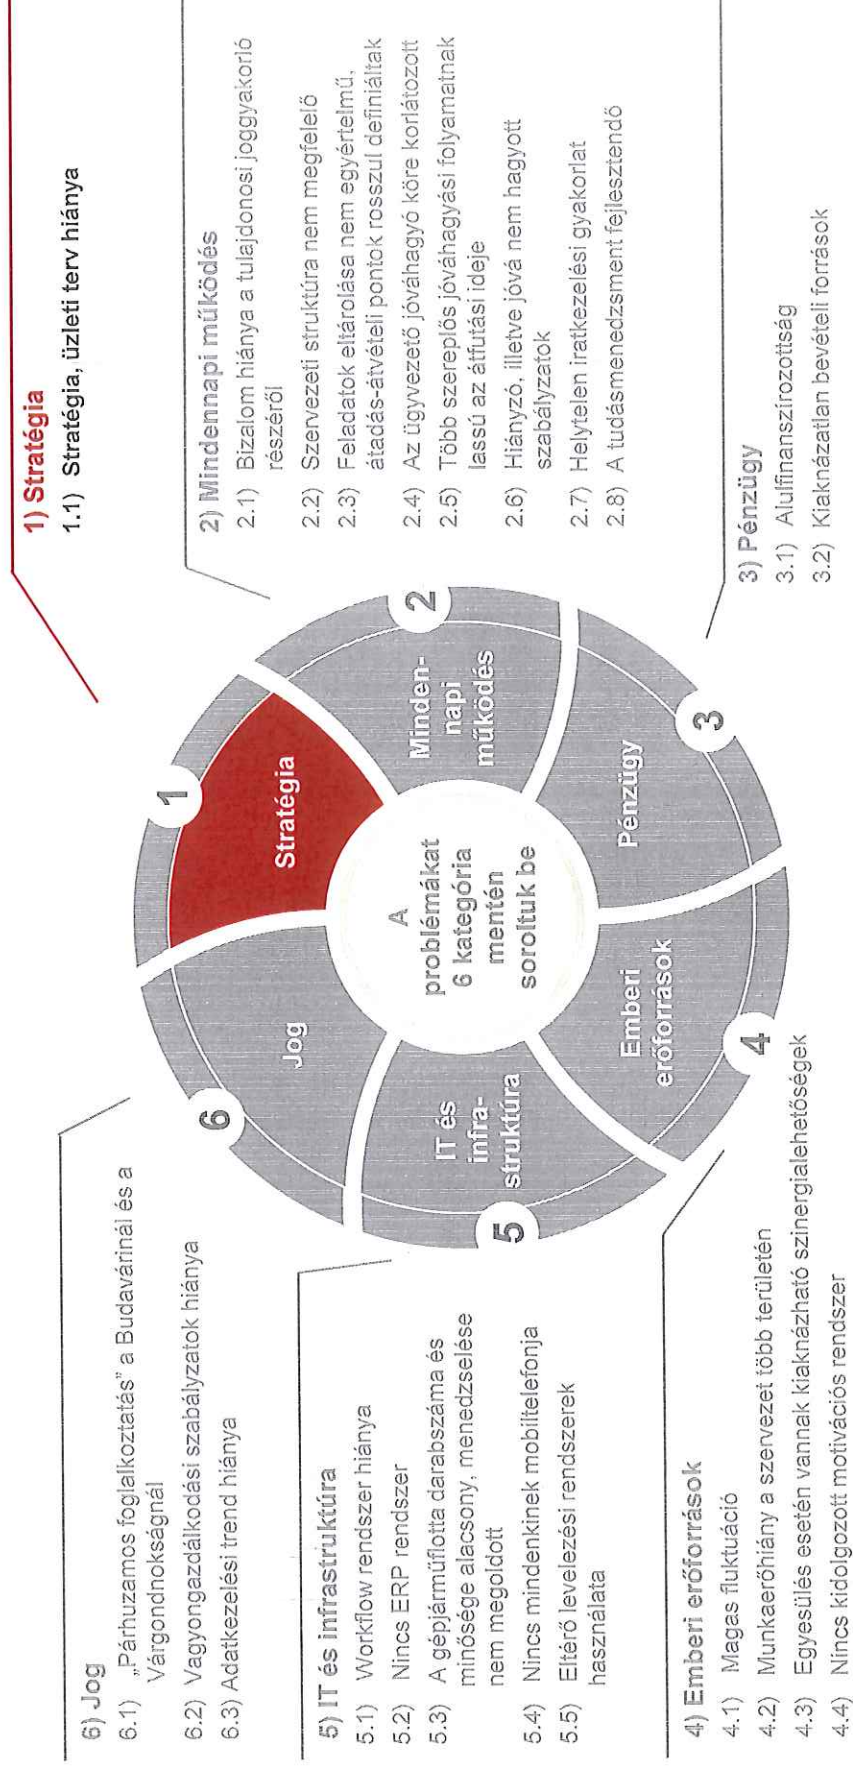 1) Stratégia
1.1) Stratégia, üzleti terv hiánya
2) Mindennapi működés
2.1) Bizalom hiánya a tulajdonosi joggyakorló
részéről
2.2) Szervezeti struktúra nem megfelelő
2.3) Feladatok eltárolása nem egyértelmű,
átadás-átvételi pontok rosszul definiáltak
2.4) Az ügyvezető jóváhagyó köre korlátozott
2.5) Több szereplős jóváhagyási folyamatnak
lassú az átfutási ideje
2.6) Hiányzó, illetve jóvá nem hagyott
szabályzatok
2.7) Helytelen iratkezelési gyakorlat
2.8) A tudásmenedzsment fejlesztendő
3) Pénzügy
3.1) Alulfinanszírozottság
3.2) Kiaknázatlan bevételi források
4) Emberi erőforrások
4.1) Magas fluktuáció
4.2) Munkaerőhiány a szervezet több területén
4.3) Egyesülés esetén vannak kiaknázható szinergialehetőségek
4.4) Nincs kidolgozott motivációs rendszer
5) IT és infrastruktúra
5.1) Workflow rendszer hiánya
5.2) Nincs ERP rendszer
5.3) A gépjárműflotta darabszáma és
minősége alacsony, menedzselése
nem megoldott
5.4) Nincs mindenkinek mobiltelefonja
5.5) Eltérő levelezési rendszerek
használata
6) Jog
6.1) „Párhuzamos foglalkoztatás” a Budavárinál és a
Várgondnokságnál
6.2) Vagyongazdálkodási szabályzatok hiánya
6.3) Adatkezelési trend hiánya
A
problémákat
6 kategória
mentén
soroltuk be
1
Stratégia
2
Minden-
napi
működés
3
Pénzügy
4
Emberi
erőforrások
5
IT és
infra-
struktúra
6
Jog